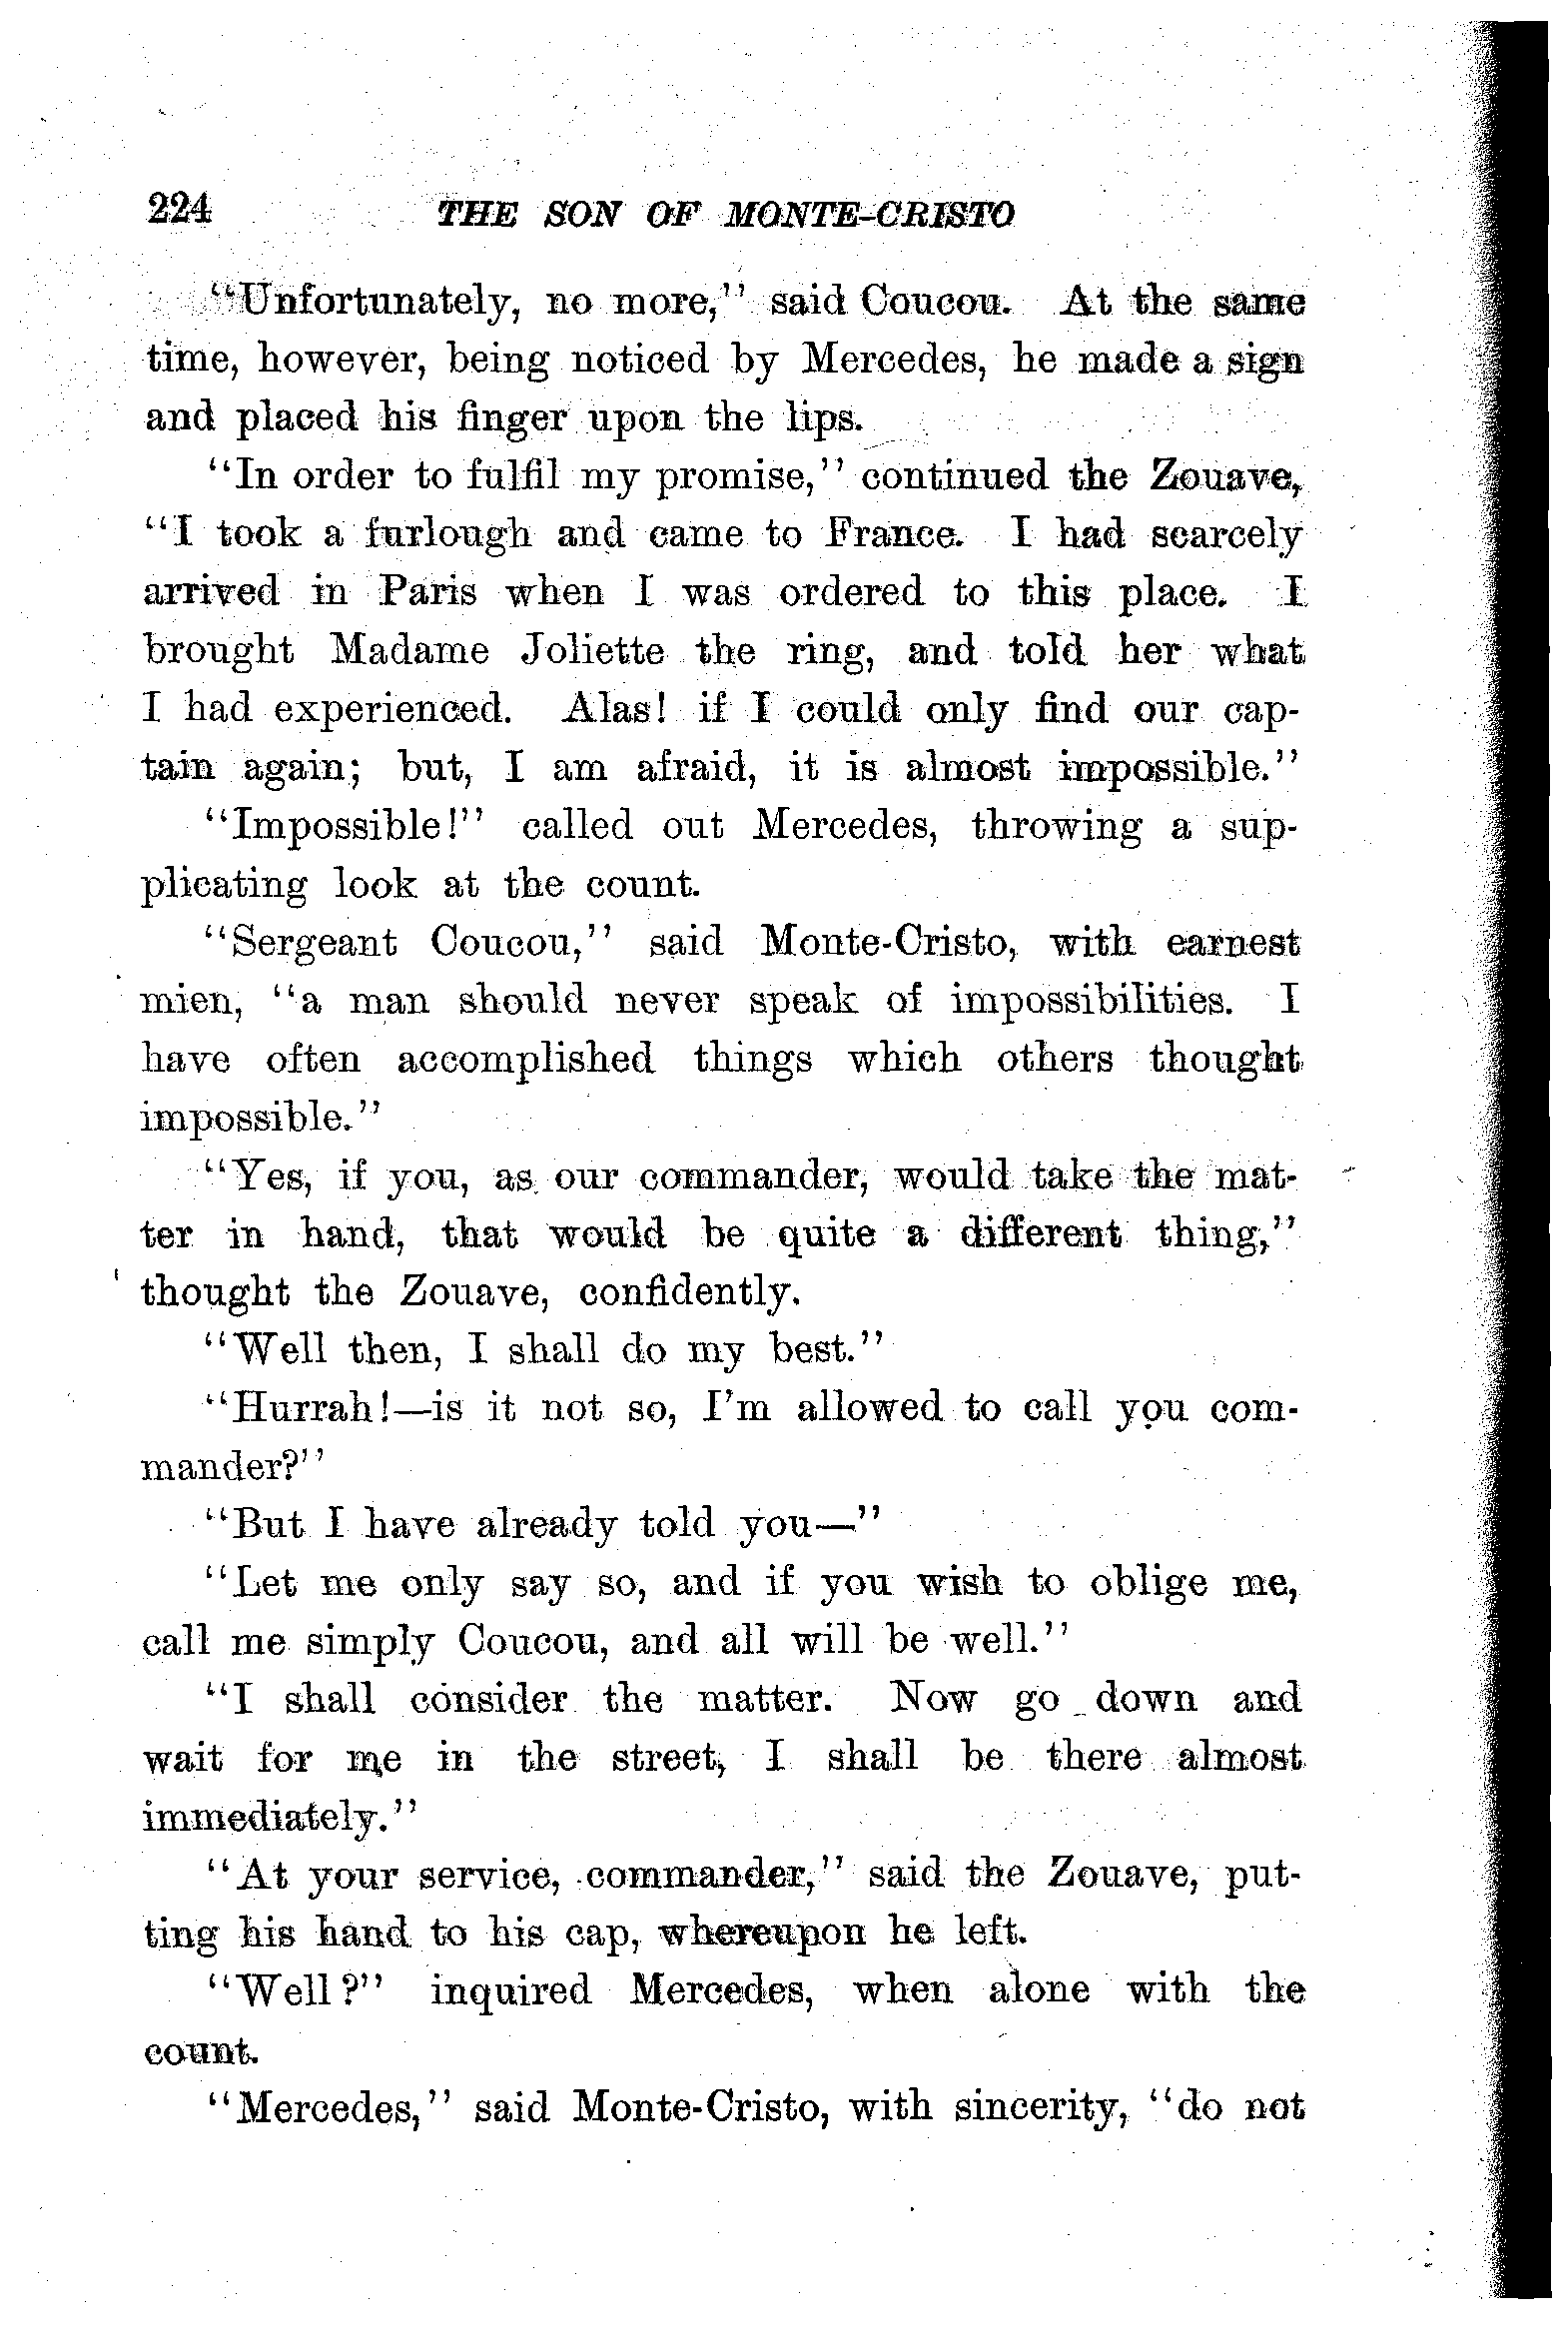 224 THE SON OF MONTE-CRISTO
"Unfortunately, no more," said Coucou. At the same
time, however, being noticed by Mercedes, he made a sign
and placed his finger upon the lips.
"In order to fulfil my promise," continued the Zouave,
"I took a furlough and came to France. I had scarcely
arrived in Paris when I was ordered to this place. I
brought Madame Joliette the ring, and told her what
I had experienced. Alas! if I could only find our cap-
tain again; but, I am afraid, it is almost impossible."
"Impossible!" called out Mercedes, throwing a sup-
plicating look at the count.
"Sergeant Coucou," said Monte-Cristo, with earnest
mien, "a man should never speak of impossibilities. I
have often accomplished things which others thought
impossible."
"Yes, if you, as our commander, would take the mat-
ter in hand, that would be quite a different thing,"
thought the Zouave, confidently.
"Well then, I shall do my best."
"Hurrah!—is it not so, I'm allowed to call you com-
mander?"
"But I have already told you—"
"Let me only say so, and if you wish to oblige me,
call me simply Coucou, and all will be well."
"I shall consider the matter. Now go down and
wait for me in the street, I shall be there almost
immediately."
"At your service, commander," said the Zouave, put-
ting his hand to his cap, whereupon he left.
"Well?" inquired Mercedes, when alone with the
count.
"Mercedes," said Monte-Cristo, with sincerity, "do not